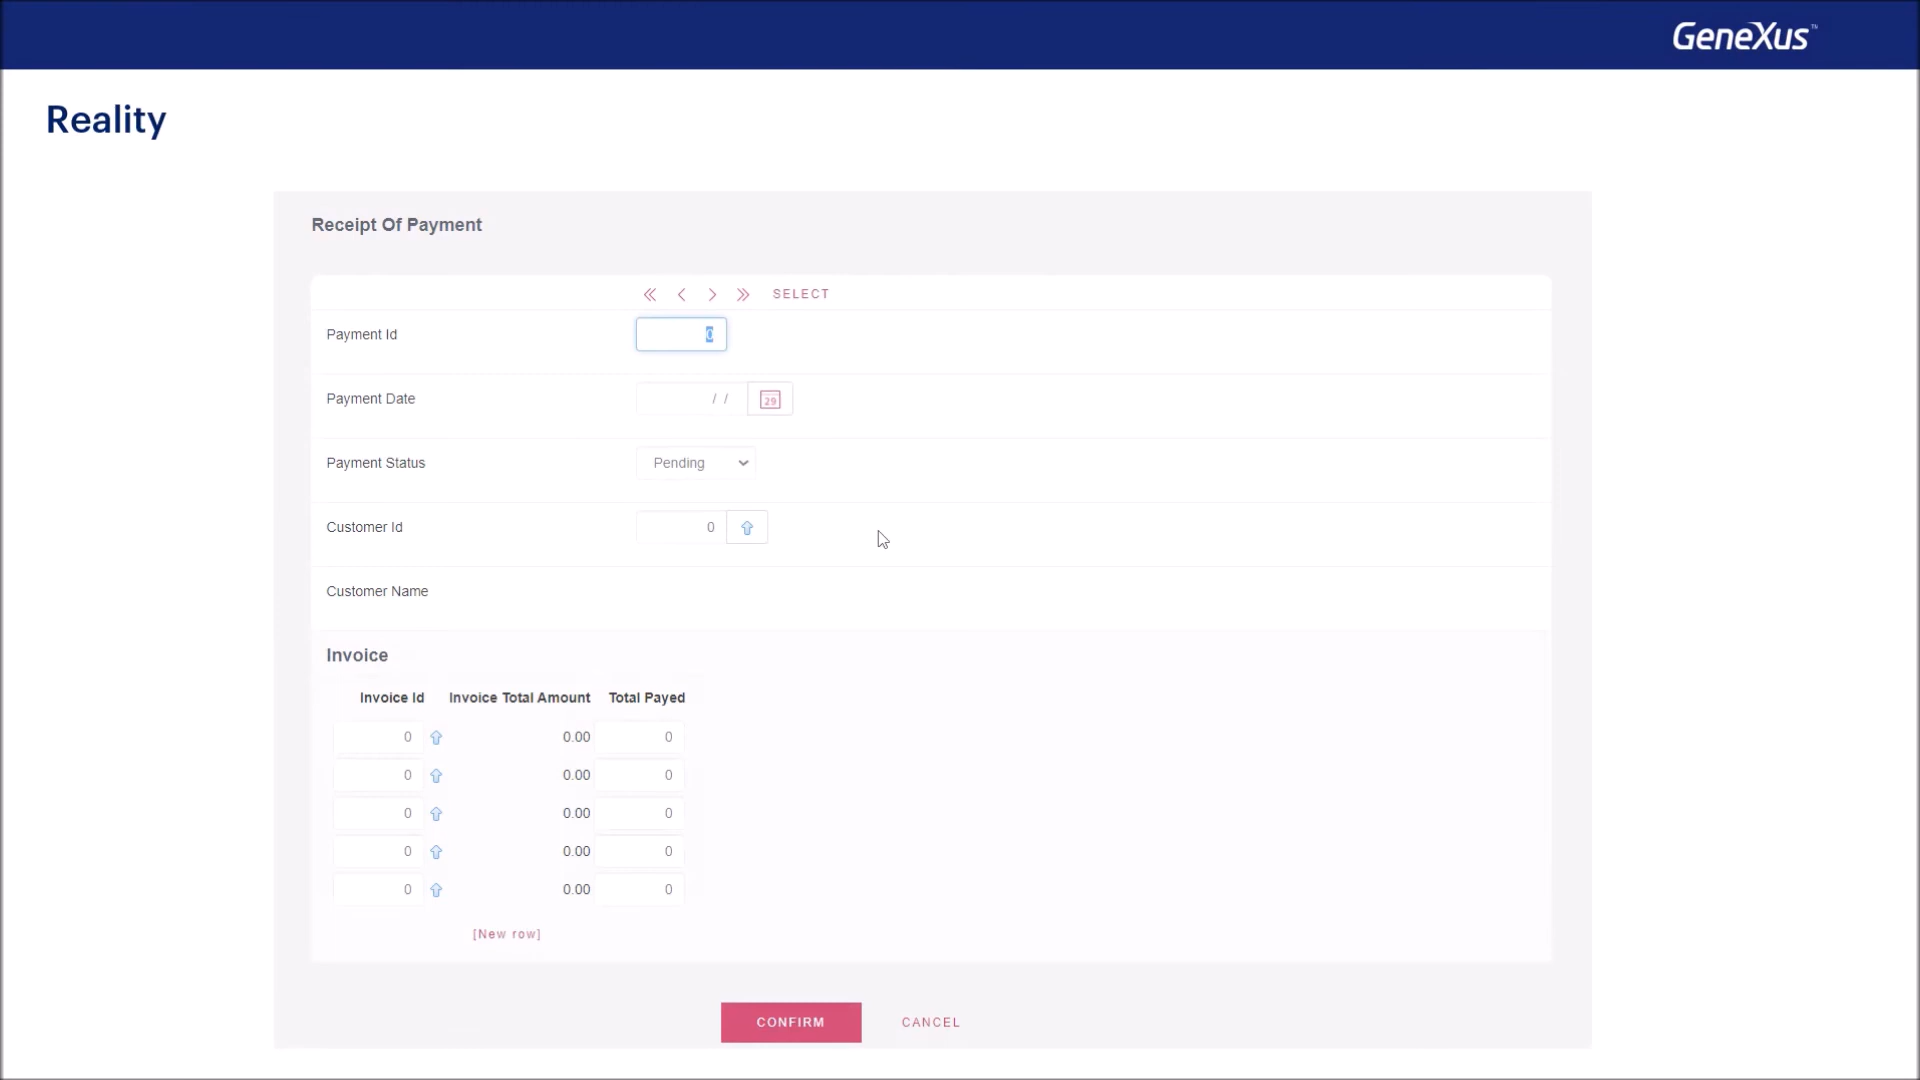 GeneXus™
Reality
Receipt Of Payment
SELECT
Payment Id 0
Payment Date / / 29
Payment Status Pending
Customer Id 0
Customer Name
Invoice
Invoice Id Invoice Total Amount Total Payed
0 0.00 0
0 0.00 0
0 0.00 0
0 0.00 0
0 0.00 0
[New row]
CONFIRM CANCEL